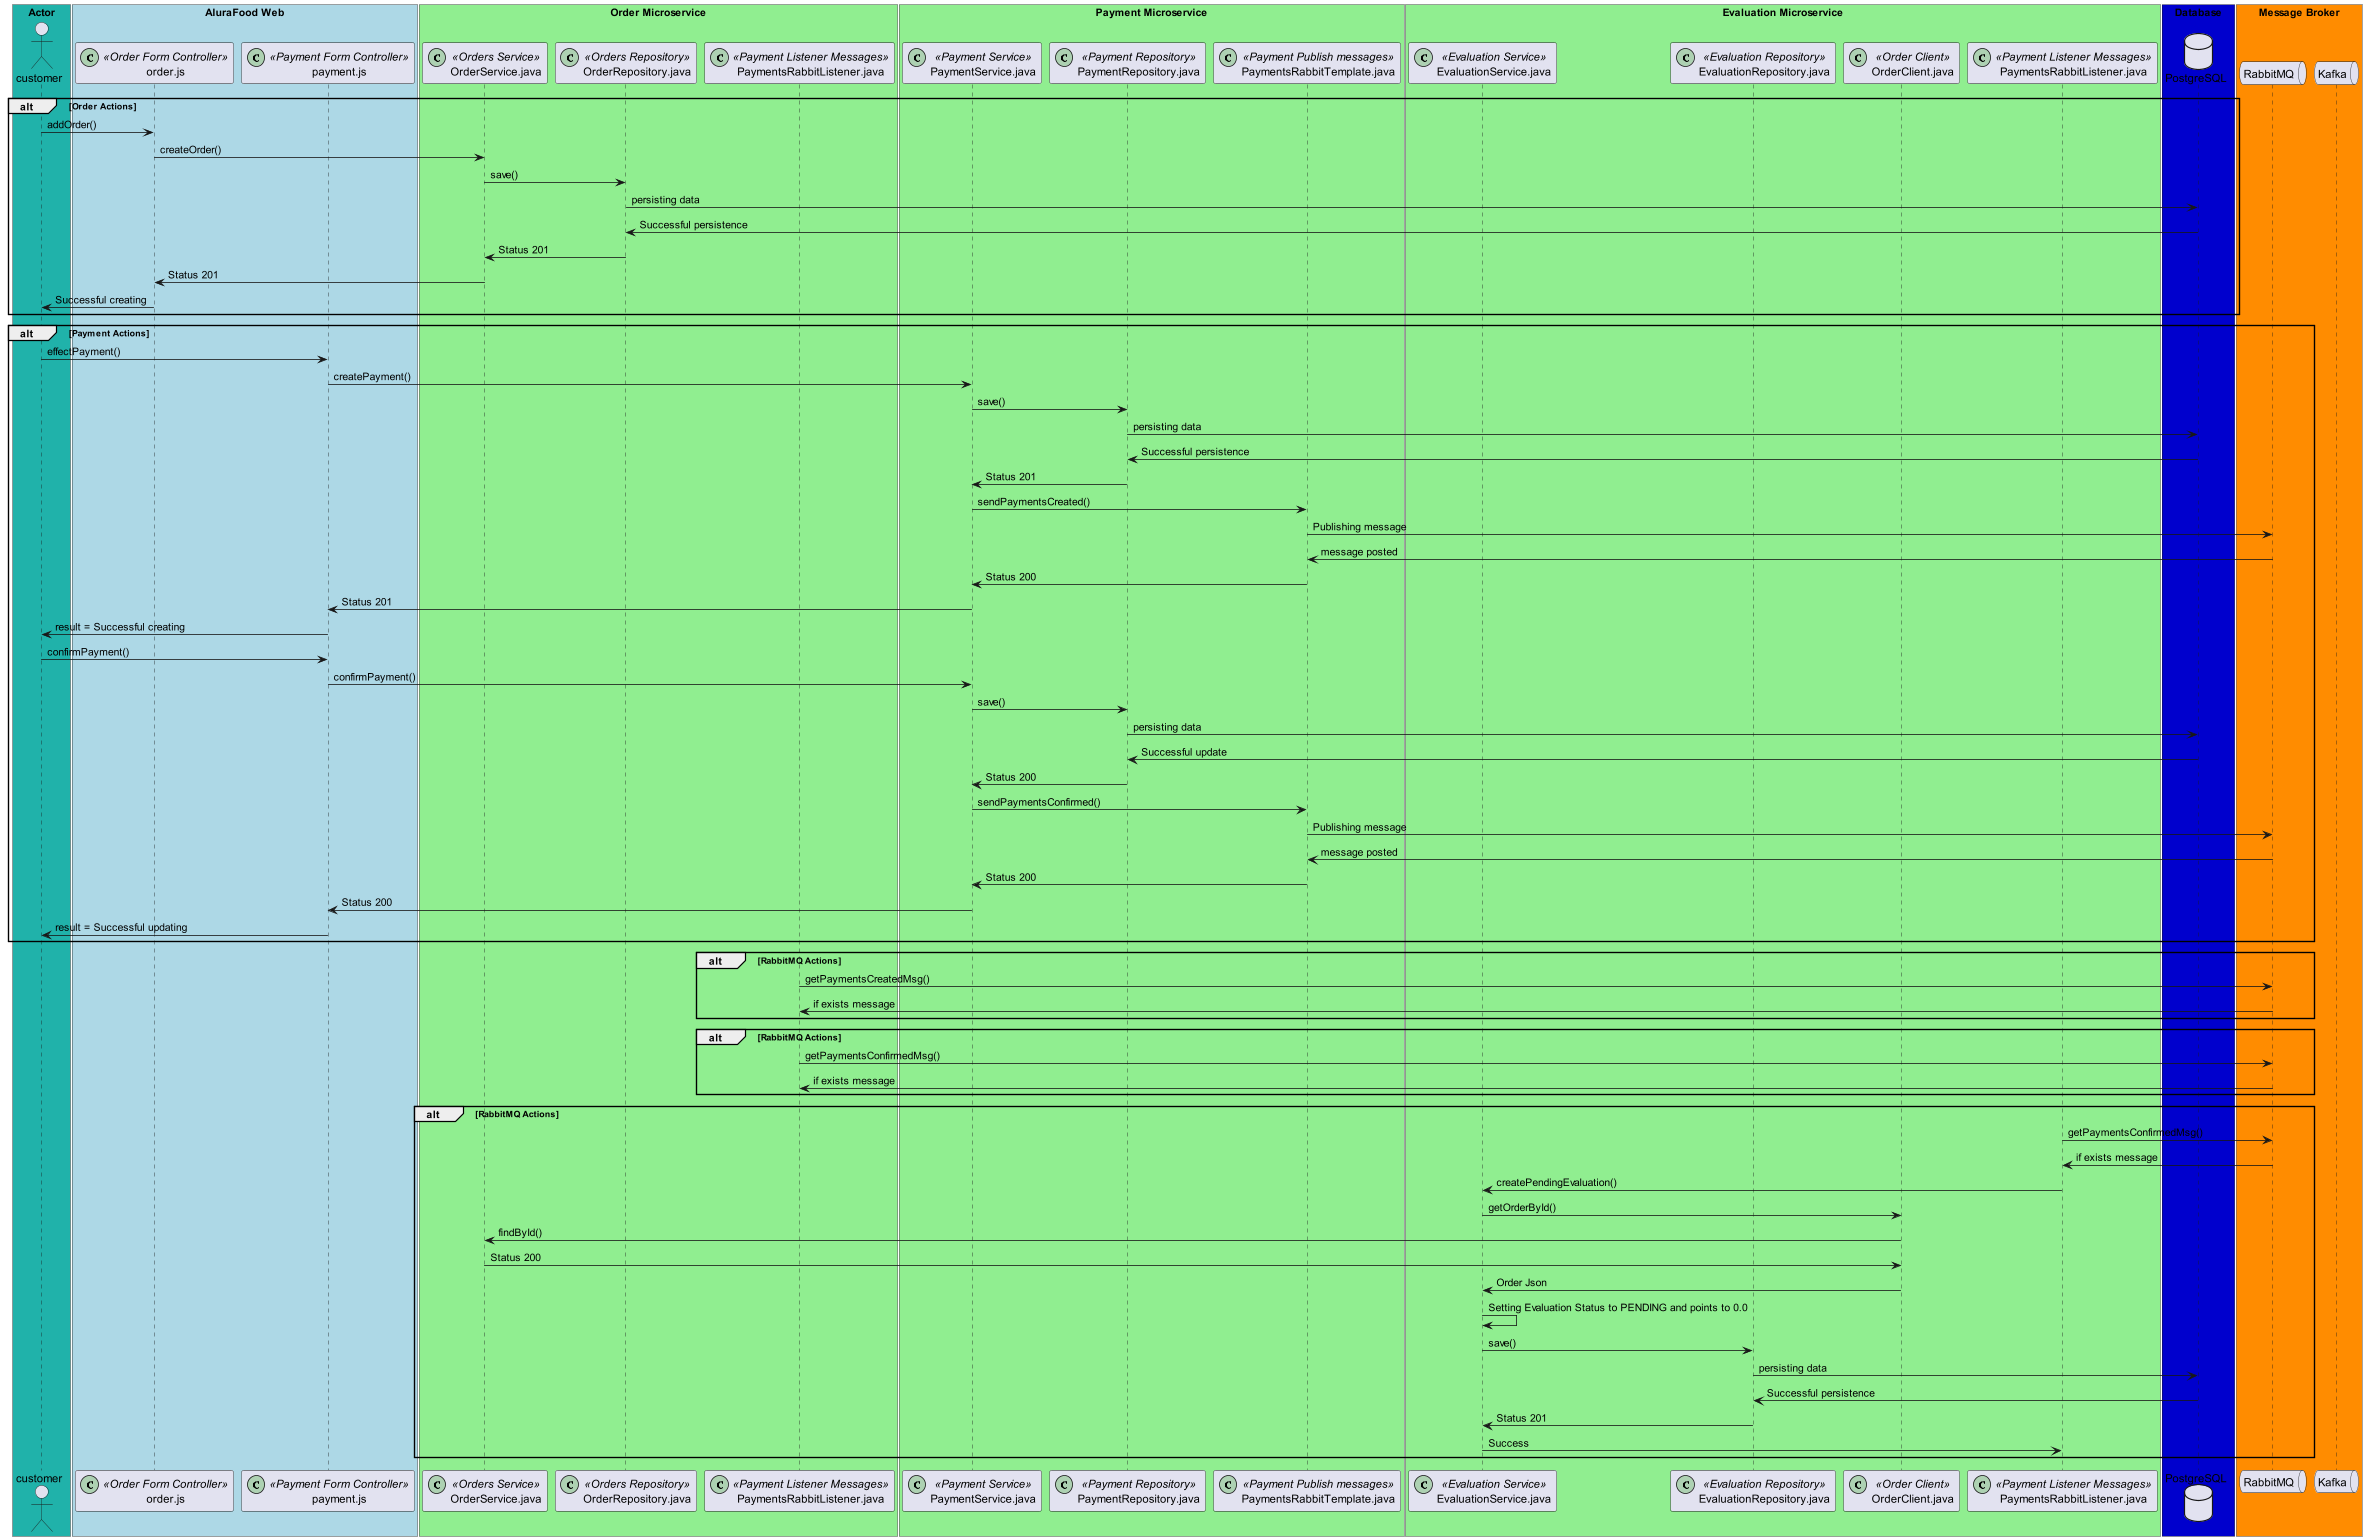 Actor
AluraFood Web
Order Microservice
Payment Microservice
Evaluation Microservice
Database
Message Broker
customer
C «Order Form Controller»
order.js
C «Payment Form Controller»
payment.js
C «Orders Service»
OrderService.java
C «Orders Repository»
OrderRepository.java
C «Payment Listener Messages»
PaymentsRabbitListener.java
C «Payment Service»
PaymentService.java
C «Payment Repository»
PaymentRepository.java
C «Payment Publish messages»
PaymentsRabbitTemplate.java
C «Evaluation Service»
EvaluationService.java
C «Evaluation Repository»
EvaluationRepository.java
C «Order Client»
OrderClient.java
C «Payment Listener Messages»
PaymentsRabbitListener.java
PostgreSQL
RabbitMQ
Kafka
alt [Order Actions]
addOrder()
createOrder()
save()
persisting data
Successful persistence
Status 201
Status 201
Successful creating
alt [Payment Actions]
effectPayment()
createPayment()
save()
persisting data
Successful persistence
Status 201
sendPaymentsCreated()
Publishing message
message posted
Status 200
Status 201
result = Successful creating
confirmPayment()
confirmPayment()
save()
persisting data
Successful update
Status 200
sendPaymentsConfirmed()
Publishing message
message posted
Status 200
Status 200
result = Successful updating
alt [RabbitMQ Actions]
getPaymentsCreatedMsg()
if exists message
alt [RabbitMQ Actions]
getPaymentsConfirmedMsg()
if exists message
alt [RabbitMQ Actions]
getPaymentsConfirmedMsg()
if exists message
createPendingEvaluation()
getOrderById()
findById()
Status 200
Order Json
Setting Evaluation Status to PENDING and points to 0.0
save()
persisting data
Successful persistence
Status 201
Success
customer
C «Order Form Controller»
order.js
C «Payment Form Controller»
payment.js
C «Orders Service»
OrderService.java
C «Orders Repository»
OrderRepository.java
C «Payment Listener Messages»
PaymentsRabbitListener.java
C «Payment Service»
PaymentService.java
C «Payment Repository»
PaymentRepository.java
C «Payment Publish messages»
PaymentsRabbitTemplate.java
C «Evaluation Service»
EvaluationService.java
C «Evaluation Repository»
EvaluationRepository.java
C «Order Client»
OrderClient.java
C «Payment Listener Messages»
PaymentsRabbitListener.java
PostgreSQL
RabbitMQ
Kafka